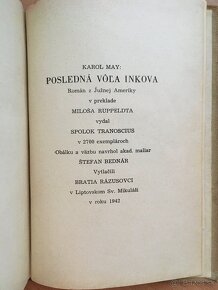 KAROL MAY:
POSLEDNÁ VÔĽA INKOVA
Román z Južnej Ameriky
v preklade
MILOŠA RUPPELDTA
vydal
SPOLOK TRANOSCIUS
v 2700 exemplároch
Obálku a väzbu navrhol akad. maliar
ŠTEFAN BEDNÁR
Vytlačili
BRATIA RÁZUSOVCI
v Liptovskom Sv. Mikuláši
v roku 1942